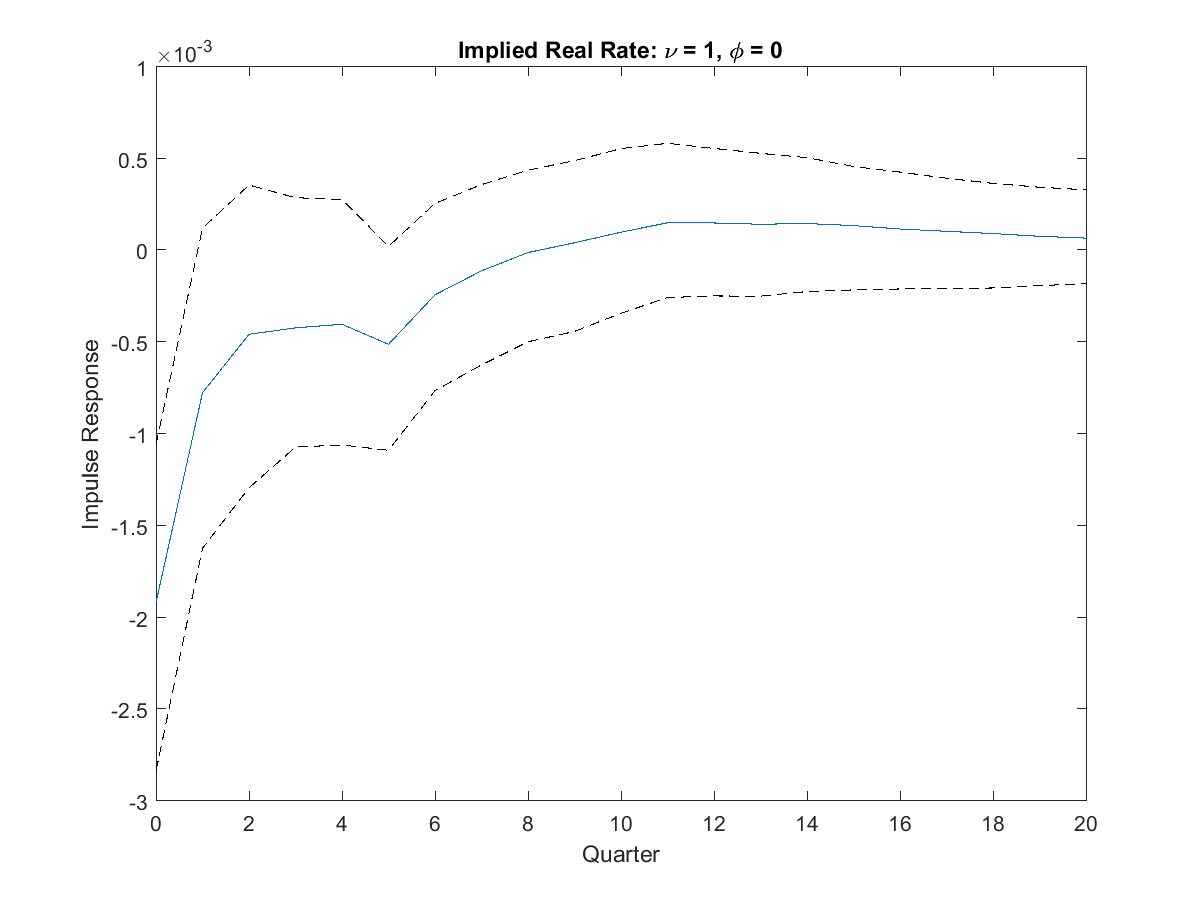 ×10-3
Implied Real Rate: ν = 1, ϕ = 0
1
0.5
0
-0.5
-1
-1.5
-2
-2.5
-3
Impulse Response
0 2 4 6 8 10 12 14 16 18 20
Quarter